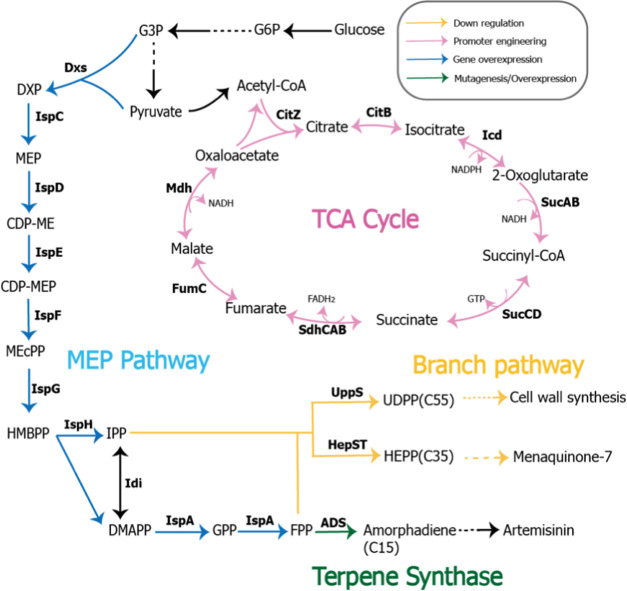 G3P
G6P
Glucose
Down regulation
Promoter engineering
Gene overexpression
Mutagenesis/Overexpression
Dxs
DXP
Pyruvate
Acetyl-CoA
CitZ
Citrate
CitB
Isocitrate
Icd
NADPH
2-Oxoglutarate
IspC
MEP
Oxaloacetate
Mdh
NADH
TCA Cycle
SucAB
NADH
IspD
CDP-ME
Malate
Succinyl-CoA
IspE
CDP-MEP
FumC
Fumarate
FADH2
SdhCAB
Succinate
GTP
SucCD
IspF
MEcPP
MEP Pathway
Branch pathway
IspG
UppS
UDPP(C55)
Cell wall synthesis
HMBPP
IspH
IPP
HepST
HEPP(C35)
Menaquinone-7
Idi
DMAPP
IspA
GPP
IspA
FPP
ADS
Amorphadiene
(C15)
Artemisinin
Terpene Synthase